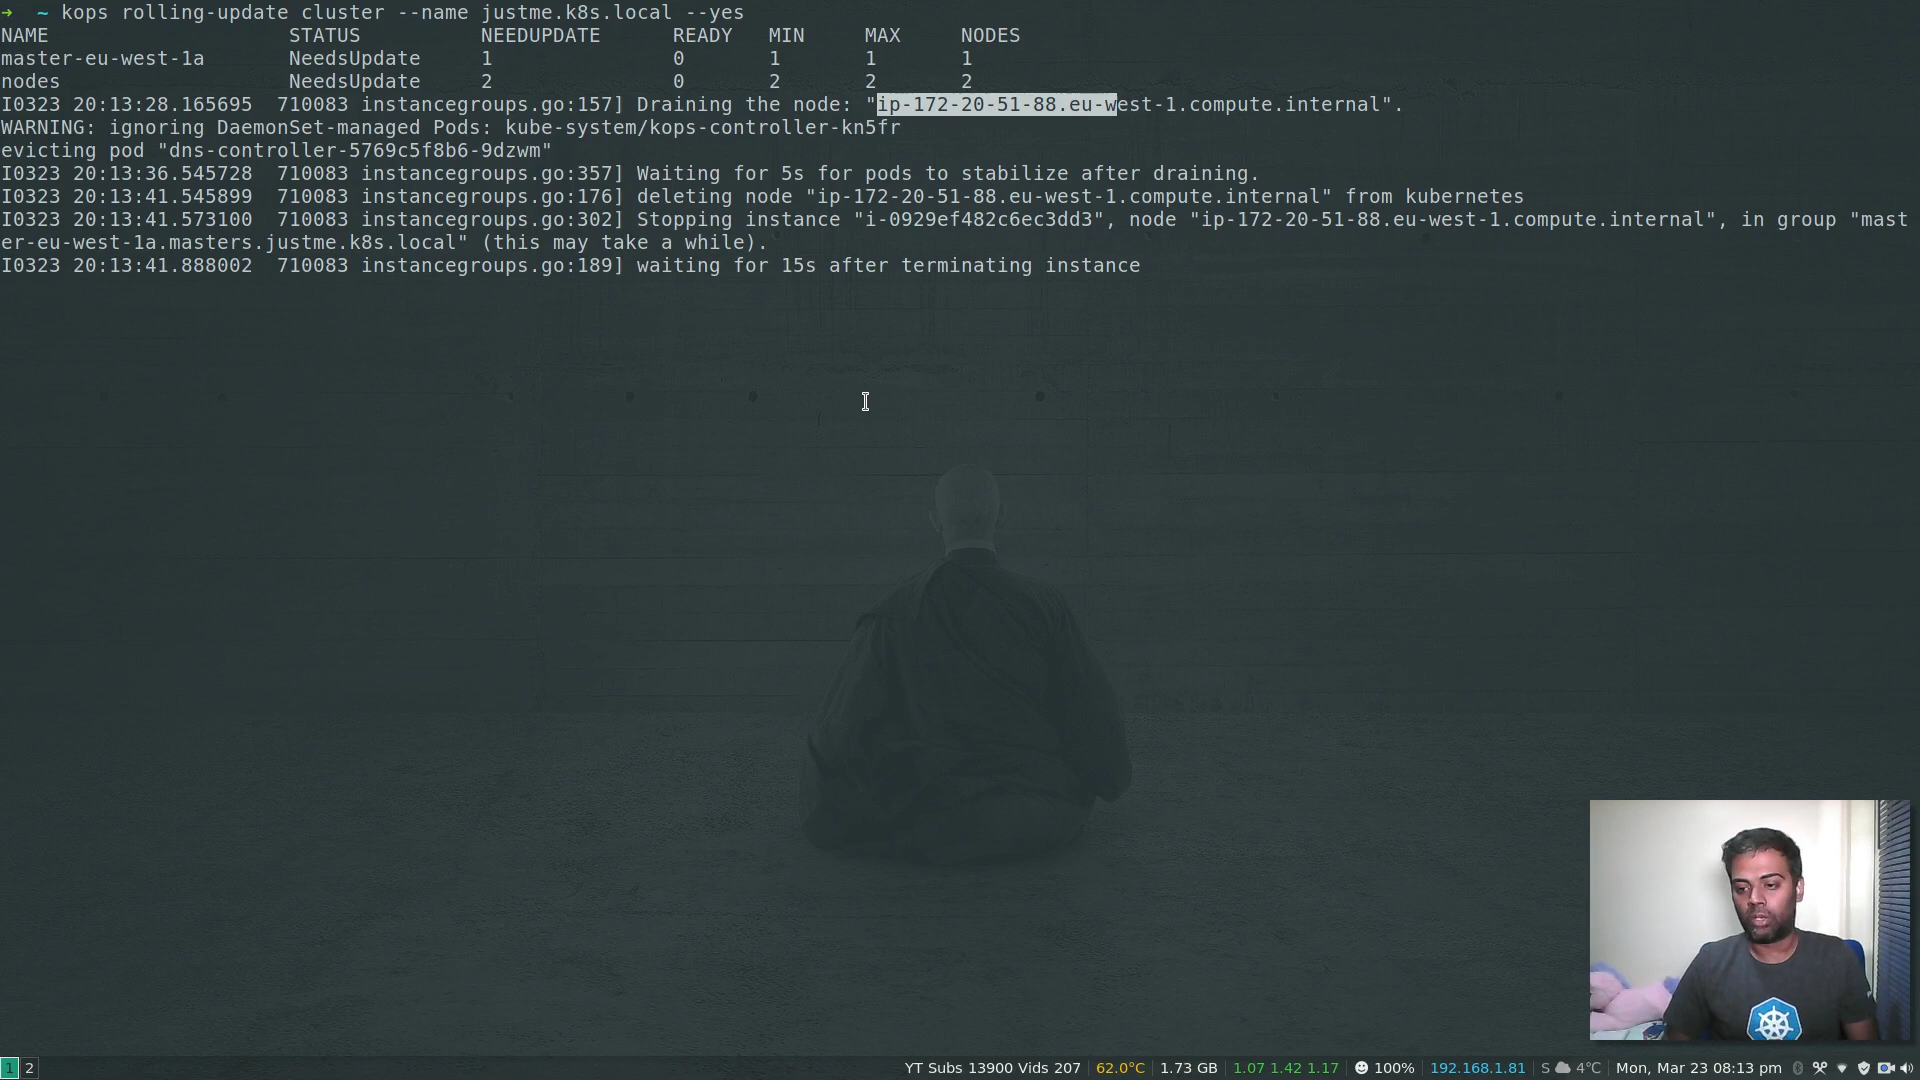 ➜  ~ kops rolling-update cluster --name justme.k8s.local --yes
NAME                    STATUS          NEEDUPDATE      READY   MIN     MAX     NODES
master-eu-west-1a       NeedsUpdate     1               0       1       1       1
nodes                   NeedsUpdate     2               0       2       2       2
I0323 20:13:28.165695  710083 instancegroups.go:157] Draining the node: "ip-172-20-51-88.eu-west-1.compute.internal".
WARNING: ignoring DaemonSet-managed Pods: kube-system/kops-controller-kn5fr
evicting pod "dns-controller-5769c5f8b6-9dzwm"
I0323 20:13:36.545728  710083 instancegroups.go:357] Waiting for 5s for pods to stabilize after draining.
I0323 20:13:41.545899  710083 instancegroups.go:176] deleting node "ip-172-20-51-88.eu-west-1.compute.internal" from kubernetes
I0323 20:13:41.573100  710083 instancegroups.go:302] Stopping instance "i-0929ef482c6ec3dd3", node "ip-172-20-51-88.eu-west-1.compute.internal", in group "mast
er-eu-west-1a.masters.justme.k8s.local" (this may take a while).
I0323 20:13:41.888002  710083 instancegroups.go:189] waiting for 15s after terminating instance
1 2 YT Subs 13900 Vids 207 62.0°C 1.73 GB 1.07 1.42 1.17 100% 192.168.1.81 S 4°C Mon, Mar 23 08:13 pm